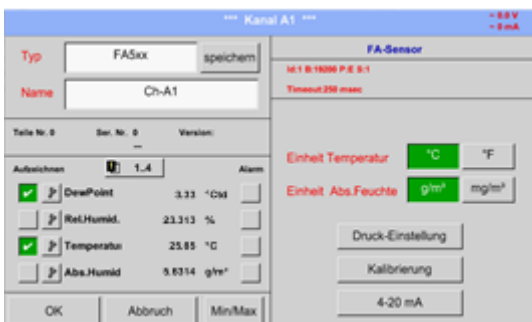 *** Kanal A1 ***
~ 0.0 V
~ 0 mA
Typ
FA5xx
speichern
Name
Ch-A1
Teile Nr. 0 Ser. Nr. 0 Version:
Aufzeichnen
1..4
Alarm
DewPoint 3.33 °Ctd
Rel.Humid. 23.313 %
Temperatur 25.85 °C
Abs.Humid 5.6314 g/m³
OK
Abbruch
Min/Max
FA-Sensor
Id:1 B:19200 P:E S:1
Timeout:250 msec
Einheit Temperatur
°C
°F
Einheit Abs.Feuchte
g/m³
mg/m³
Druck-Einstellung
Kalibrierung
4-20 mA